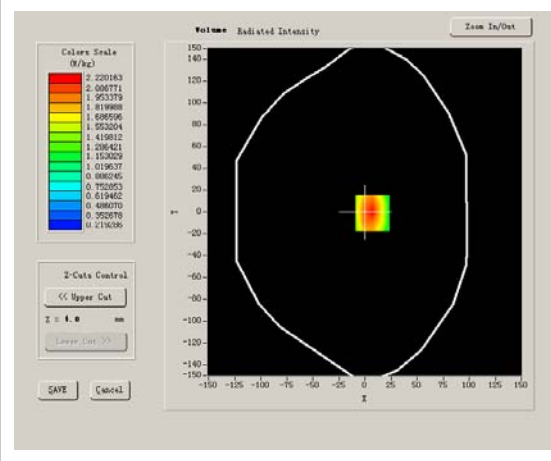 Volume Radiated Intensity
Zoom In/Out
Colors Scale
(W/kg)
2.220163
2.086771
1.953379
1.819988
1.686596
1.553204
1.419812
1.286421
1.153029
1.019637
0.886245
0.752853
0.619462
0.486070
0.352678
0.219286
Z-Cuts Control
<< Upper Cut
Z = 4.0 mm
Lower Cut >>
SAVE
Cancel
150
140
120
100
80
60
40
20
0
-20
-40
-60
-80
-100
-120
-140
-150
Y
-150 -125 -100 -75 -50 -25 0 25 50 75 100 125 150
X